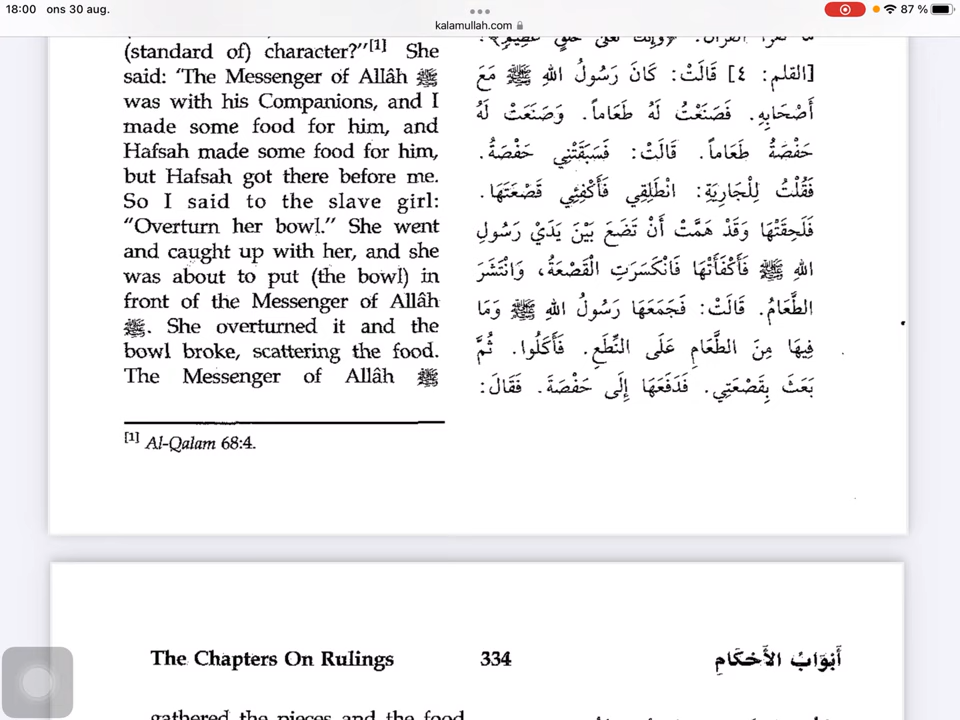 18:00 ons 30 aug.
87 %
kalamullah.com
(standard of) character?"[1] She
said: 'The Messenger of Allâh ﷺ
was with his Companions, and I
made some food for him, and
Hafsah made some food for him,
but Hafsah got there before me.
So I said to the slave girl:
"Overturn her bowl." She went
and caught up with her, and she
was about to put (the bowl) in
front of the Messenger of Allâh
ﷺ. She overturned it and the
bowl broke, scattering the food.
The Messenger of Allâh ﷺ
[1] Al-Qalam 68:4.
[القلم: ٤] قَالَتْ: كَانَ رَسُولُ اللهِ ﷺ مَعَ
أَصْحَابِهِ. فَصَنَعْتُ لَهُ طَعَاماً. وَصَنَعَتْ لَهُ
حَفْصَةُ طَعَاماً. قَالَتْ: فَسَبَقَتْنِي حَفْصَةُ.
فَقُلْتُ لِلْجَارِيَةِ: انْطَلِقِي فَأَكْفِئِي قَصْعَتَهَا.
فَلَحِقَتْهَا وَقَدْ هَمَّتْ أَنْ تَضَعَ بَيْنَ يَدَيْ رَسُولِ
اللهِ ﷺ فَأَكْفَأَتْهَا فَانْكَسَرَتِ الْقَصْعَةُ، وَانْتَشَرَ
الطَّعَامُ. قَالَتْ: فَجَمَعَهَا رَسُولُ اللهِ ﷺ وَمَا
فِيهَا مِنَ الطَّعَامِ عَلَى النِّطَعِ. فَأَكَلُوا. ثُمَّ
بَعَثَ بِقَصْعَتِي. فَدَفَعَهَا إِلَى حَفْصَةَ. فَقَالَ:
The Chapters On Rulings 334 أَبْوَابُ الأَحْكَامِ
gathered the pieces and the food